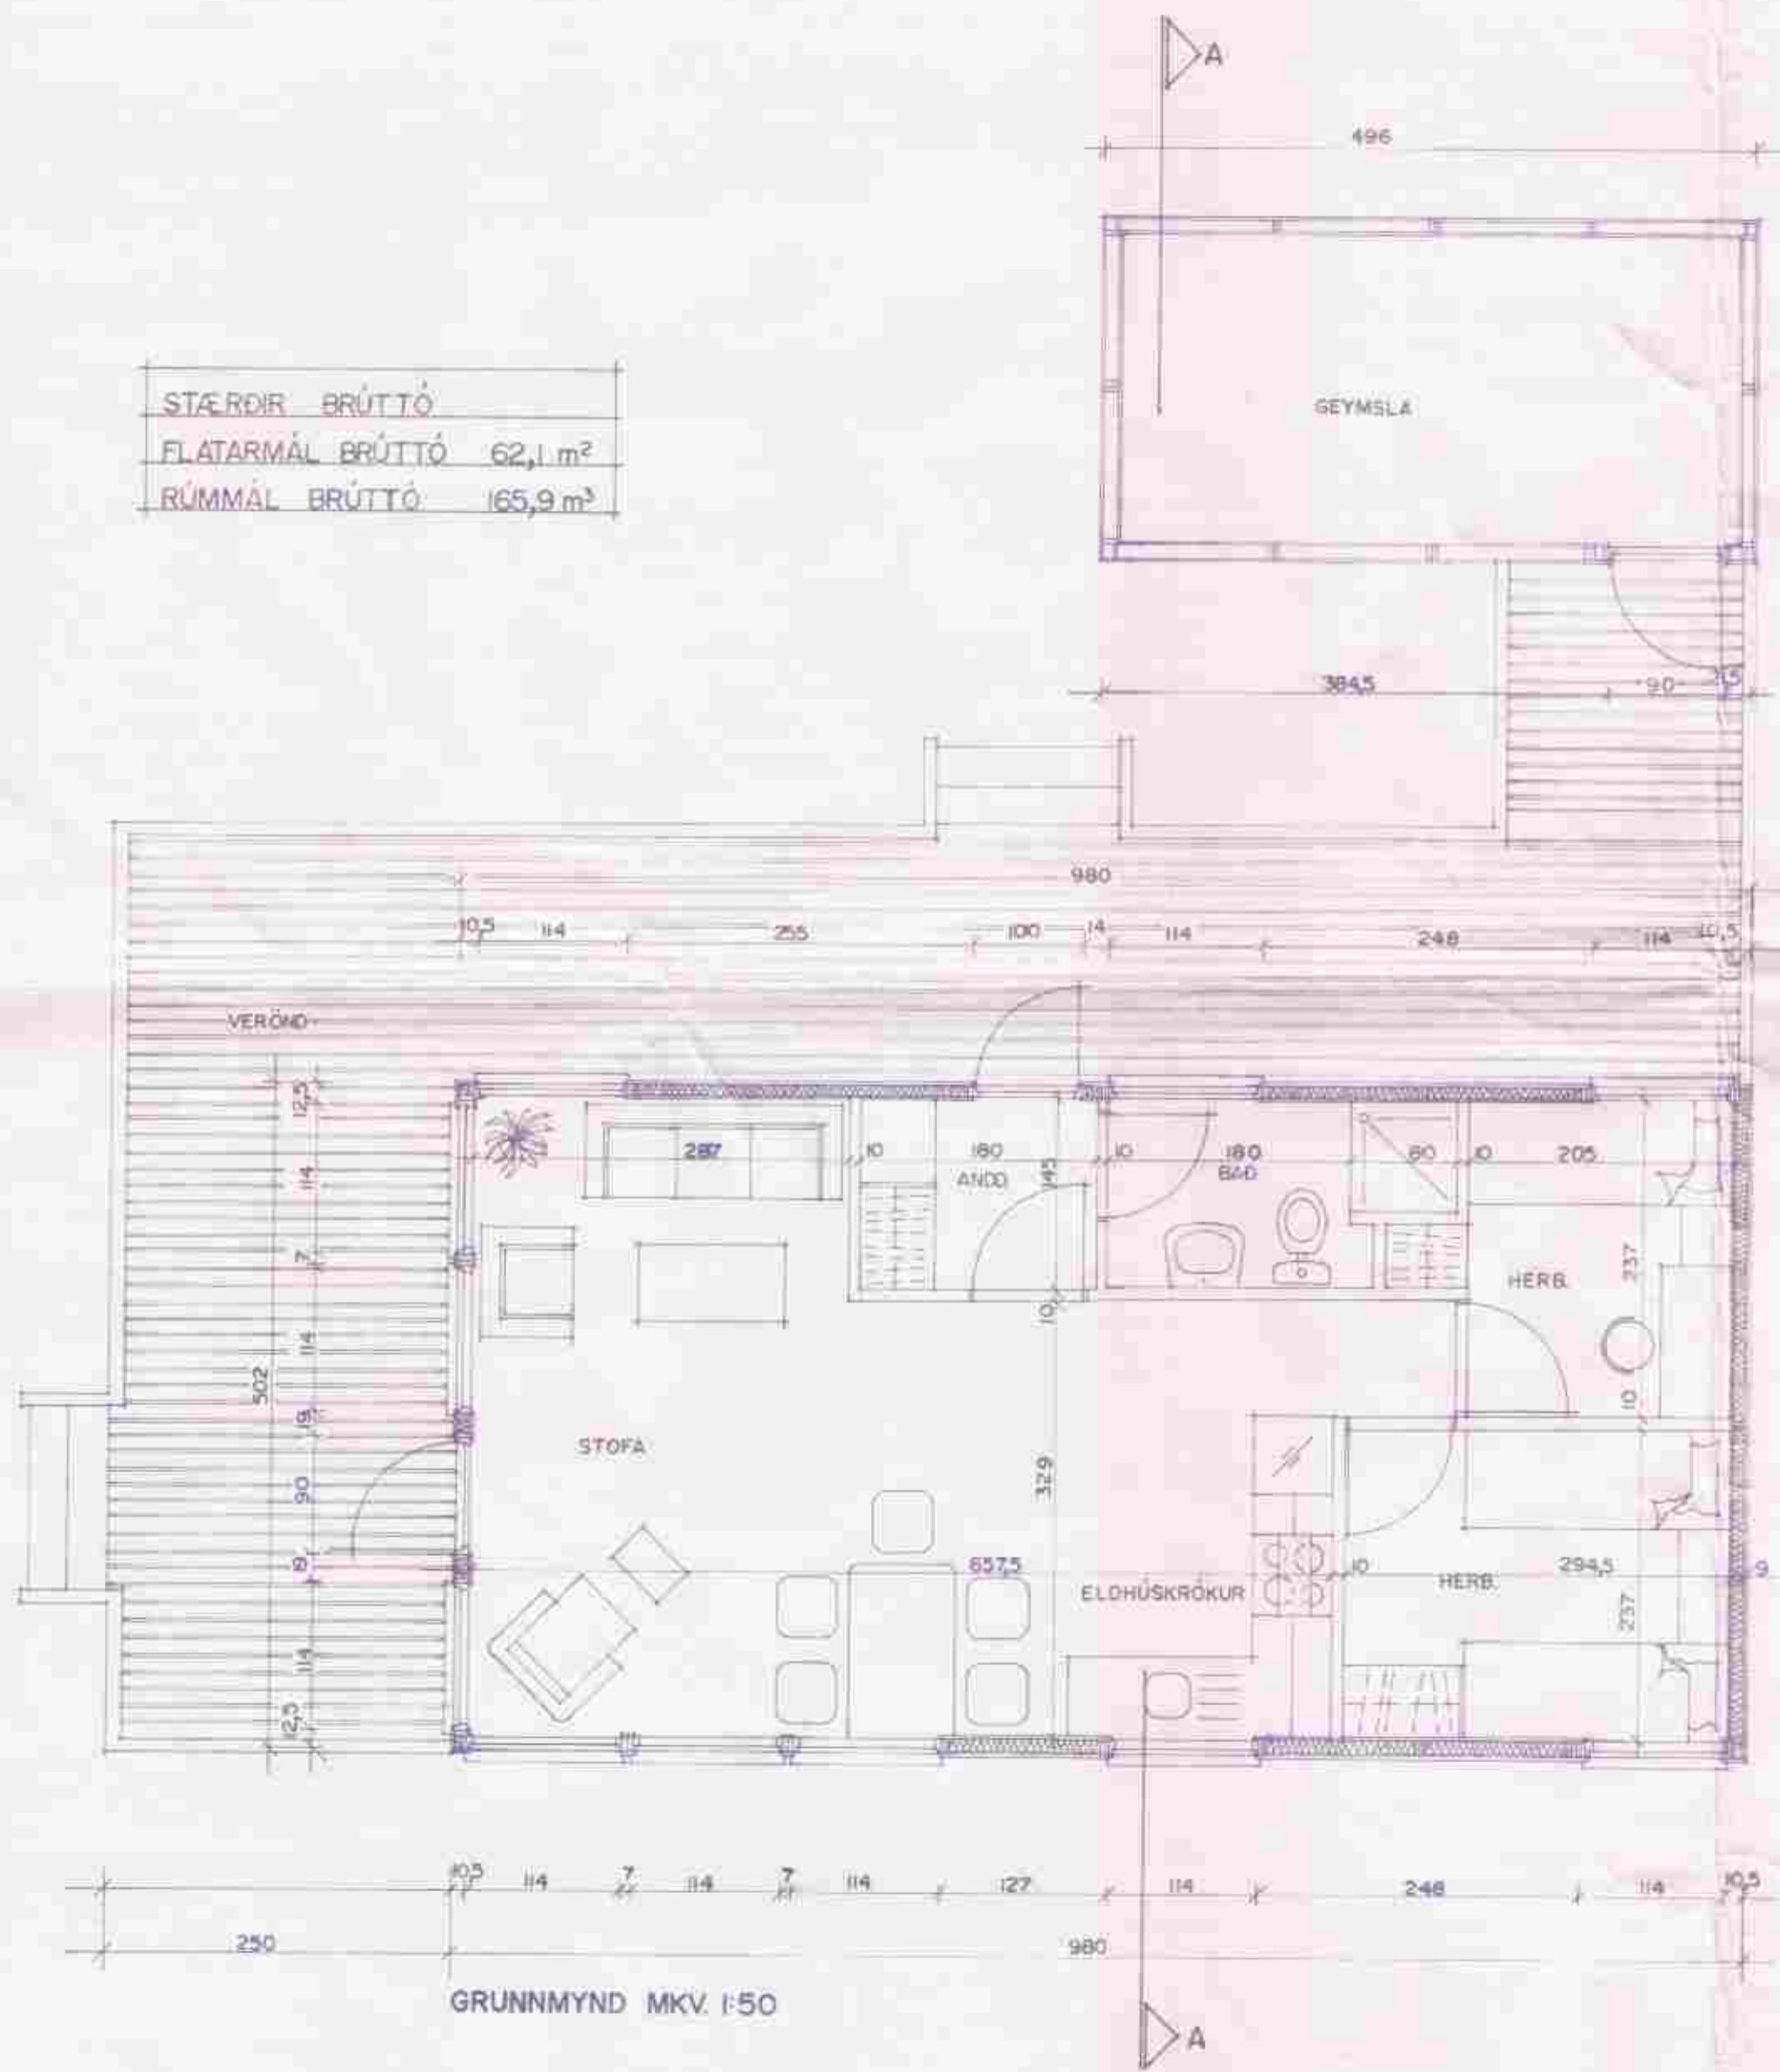 A
496
GEYMSLA
STÆRÐIR BRÚTTÓ
FLATARMÁL BRÚTTÓ 62,1 m²
RÚMMÁL BRÚTTÓ 165,9 m³
384,5 90
980
10,5 114 255 100 14 114 248 114 10,5
VERÖND
12,5
114
7
114
19
90
19
114
12,5
502
287 10 180 10 180 80 10 205
ANDD.
145
BAÐ
237
HERB.
10
10
STOFA
329
657,5
ELDHÚSKRÓKUR
10
HERB.
294,5
9
237
10,5 114 7 114 7 114 127 114 248 114 10,5
250 980
GRUNNMYND MKV. 1:50
A